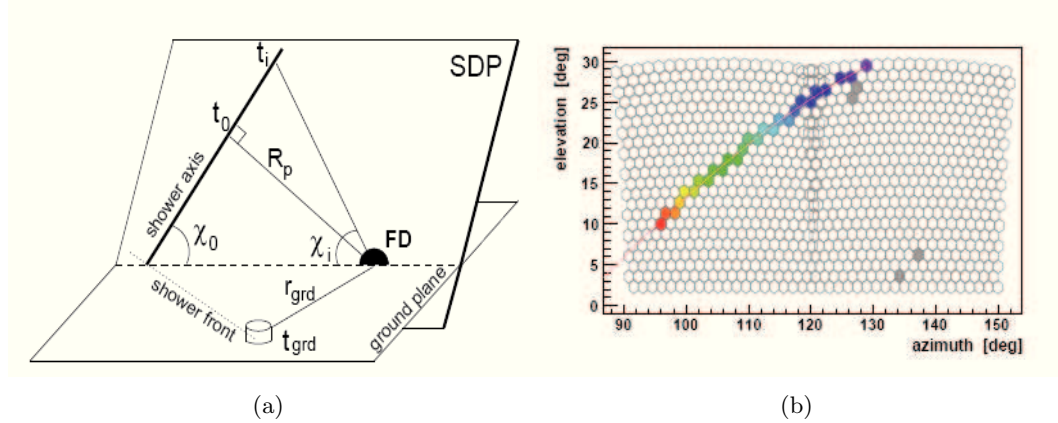 SDP
t_i
t_0
R_p
shower axis
χ_0
χ_i
FD
r_grd
shower front
t_grd
ground plane
(a)
elevation [deg]
30
25
20
15
10
5
0
90 100 110 120 130 140 150
azimuth [deg]
(b)